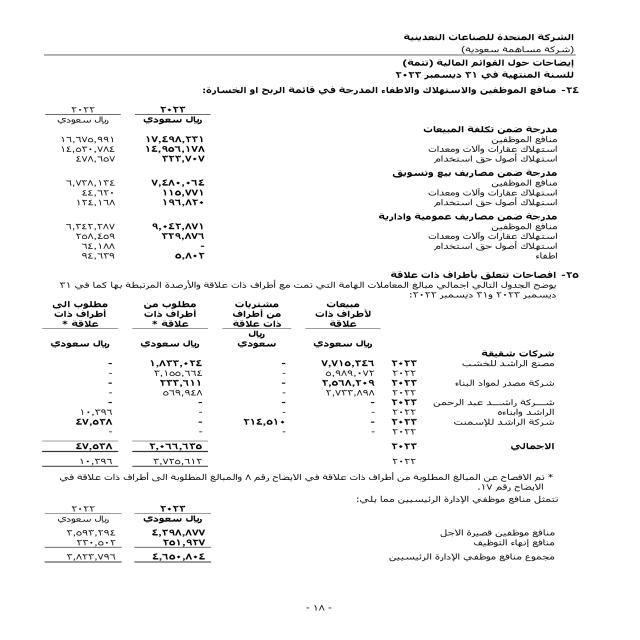 الشركة المتحدة للصناعات التعدينية
(شركة مساهمة سعودية)
إيضاحات حول القوائم المالية (تتمة)
للسنة المنتهية في ٣١ ديسمبر ٢٠٢٣
٢٤- منافع الموظفين والاستهلاك والاطفاء المدرجة في قائمة الربح او الخسارة:
٢٠٢٣ ٢٠٢٢
ريال سعودي ريال سعودي
مدرجة ضمن تكلفة المبيعات
منافع الموظفين ١٧,٤٩٨,٢٣١ ١٦,٦٧٥,٩٩١
استهلاك عقارات وآلات ومعدات ١٤,٩٥٦,١٧٨ ١٤,٥٣٠,٧٨٤
استهلاك أصول حق استخدام ٣٢٣,٧٠٧ ٤٧٨,٦٥٧
مدرجة ضمن مصاريف بيع وتسويق
منافع الموظفين ٧,٤٨٠,٠٦٤ ٦,٧٣٨,١٣٤
استهلاك عقارات وآلات ومعدات ١١٥,٧٧١ ٤٤,٦٢٠
استهلاك أصول حق استخدام ١٩٦,٨٢٠ ١٢٤,١٦٨
مدرجة ضمن مصاريف عمومية وادارية
منافع الموظفين ٩,٠٤٢,٨٧١ ٦,٣٤٢,٢٨٧
استهلاك عقارات وآلات ومعدات ٣٣٩,٨٧٦ ٢٥٨,٤٥٩
استهلاك أصول حق استخدام - ٦٤,١٨٨
اطفاء ٥,٨٠٢ ٩٤,٦٣٩
٢٥- افصاحات تتعلق بأطراف ذات علاقة
يوضح الجدول التالي اجمالي مبالغ المعاملات الهامة التي تمت مع أطراف ذات علاقة والأرصدة المرتبطة بها كما في ٣١
ديسمبر ٢٠٢٣ و٣١ ديسمبر ٢٠٢٢:
مبيعات مشتريات مطلوب من مطلوب الى
لأطراف ذات من أطراف أطراف ذات أطراف ذات
علاقة ذات علاقة علاقة * علاقة *
ريال سعودي ريال سعودي ريال سعودي ريال سعودي
شركات شقيقة
مصنع الراشد للخشب ٢٠٢٣ ٧,٧١٥,٣٤٦ - ١,٨٣٣,٠٢٤ -
٢٠٢٢ ٥,٩٨٩,٠٧٢ - ٣,١٥٥,٦٦٤ -
شركة مصدر لمواد البناء ٢٠٢٣ ٢,٥٦٨,٢٠٩ - ٢٣٣,٦١١ -
٢٠٢٢ ٢,٧٣٣,٨٩٨ - ٥٦٩,٩٤٨ -
شــركة راشــد عبد الرحمن ٢٠٢٣ - - - -
الراشد وابناءه ٢٠٢٢ - - - ١٠,٣٩٦
شركة الراشد للإسمنت ٢٠٢٣ - ٢١٤,٥١٠ - ٤٧,٥٣٨
٢٠٢٢ - - - -
الاجمالي ٢٠٢٣ ٢,٠٦٦,٦٣٥ ٤٧,٥٣٨
٢٠٢٢ ٣,٧٢٥,٦١٢ ١٠,٣٩٦
* تم الافصاح عن المبالغ المطلوبة من أطراف ذات علاقة في الايضاح رقم ٨ والمبالغ المطلوبة الى أطراف ذات علاقة في
الايضاح رقم ١٧.
تتمثل منافع موظفي الإدارة الرئيسيين مما يلي:
٢٠٢٣ ٢٠٢٢
ريال سعودي ريال سعودي
منافع موظفين قصيرة الاجل ٤,٣٩٨,٨٧٧ ٣,٥٩٣,٢٩٤
منافع إنهاء التوظيف ٢٥١,٩٢٧ ٢٣٠,٥٠٢
مجموع منافع موظفي الإدارة الرئيسيين ٤,٦٥٠,٨٠٤ ٣,٨٢٣,٧٩٦
- ١٨ -